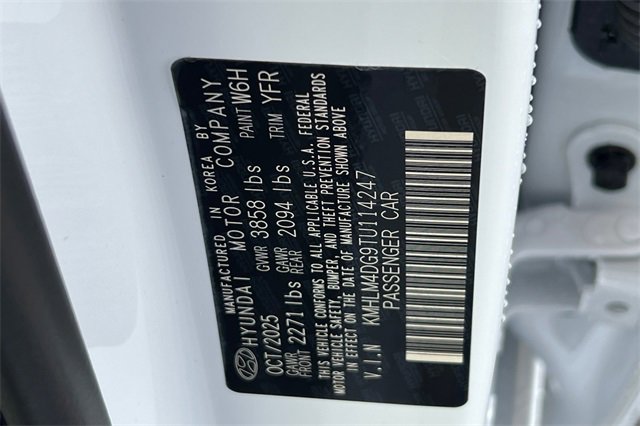 MANUFACTURED IN KOREA BY
HYUNDAI MOTOR COMPANY
OCT/2025 GVWR 3858 lbs PAINT W6H
GAWR FRONT 2271 lbs GAWR REAR 2094 lbs TRIM YFR
THIS VEHICLE CONFORMS TO ALL APPLICABLE U.S.A. FEDERAL
MOTOR VEHICLE SAFETY, BUMPER, AND THEFT PREVENTION STANDARDS
IN EFFECT ON THE DATE OF MANUFACTURE SHOWN ABOVE
V.I.N KMHLM4DG9TU114247
PASSENGER CAR